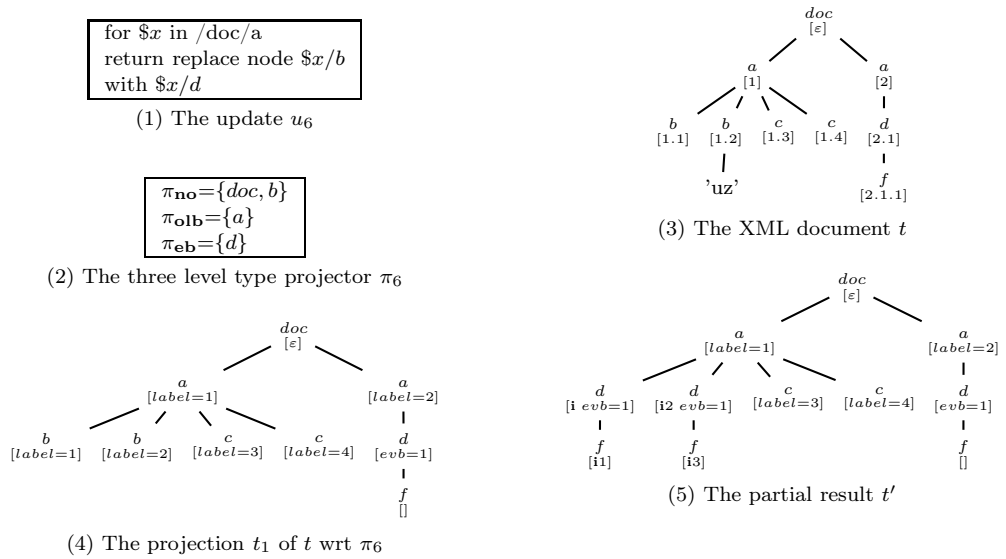 for $x in /doc/a
return replace node $x/b
with $x/d
(1) The update u₆
π_no={doc, b}
π_olb={a}
π_eb={d}
(2) The three level type projector π₆
doc
[ε]
a a
[1] [2]
b b c c d
[1.1] [1.2] [1.3] [1.4] [2.1]
'uz' f
[2.1.1]
(3) The XML document t
doc
[ε]
a a
[label=1] [label=2]
b b c c d
[label=1] [label=2] [label=3] [label=4] [evb=1]
f
[]
(4) The projection t₁ of t wrt π₆
doc
[ε]
a a
[label=1] [label=2]
d d c c d
[i evb=1] [i2 evb=1] [label=3] [label=4] [evb=1]
f f f
[i1] [i3] []
(5) The partial result t′